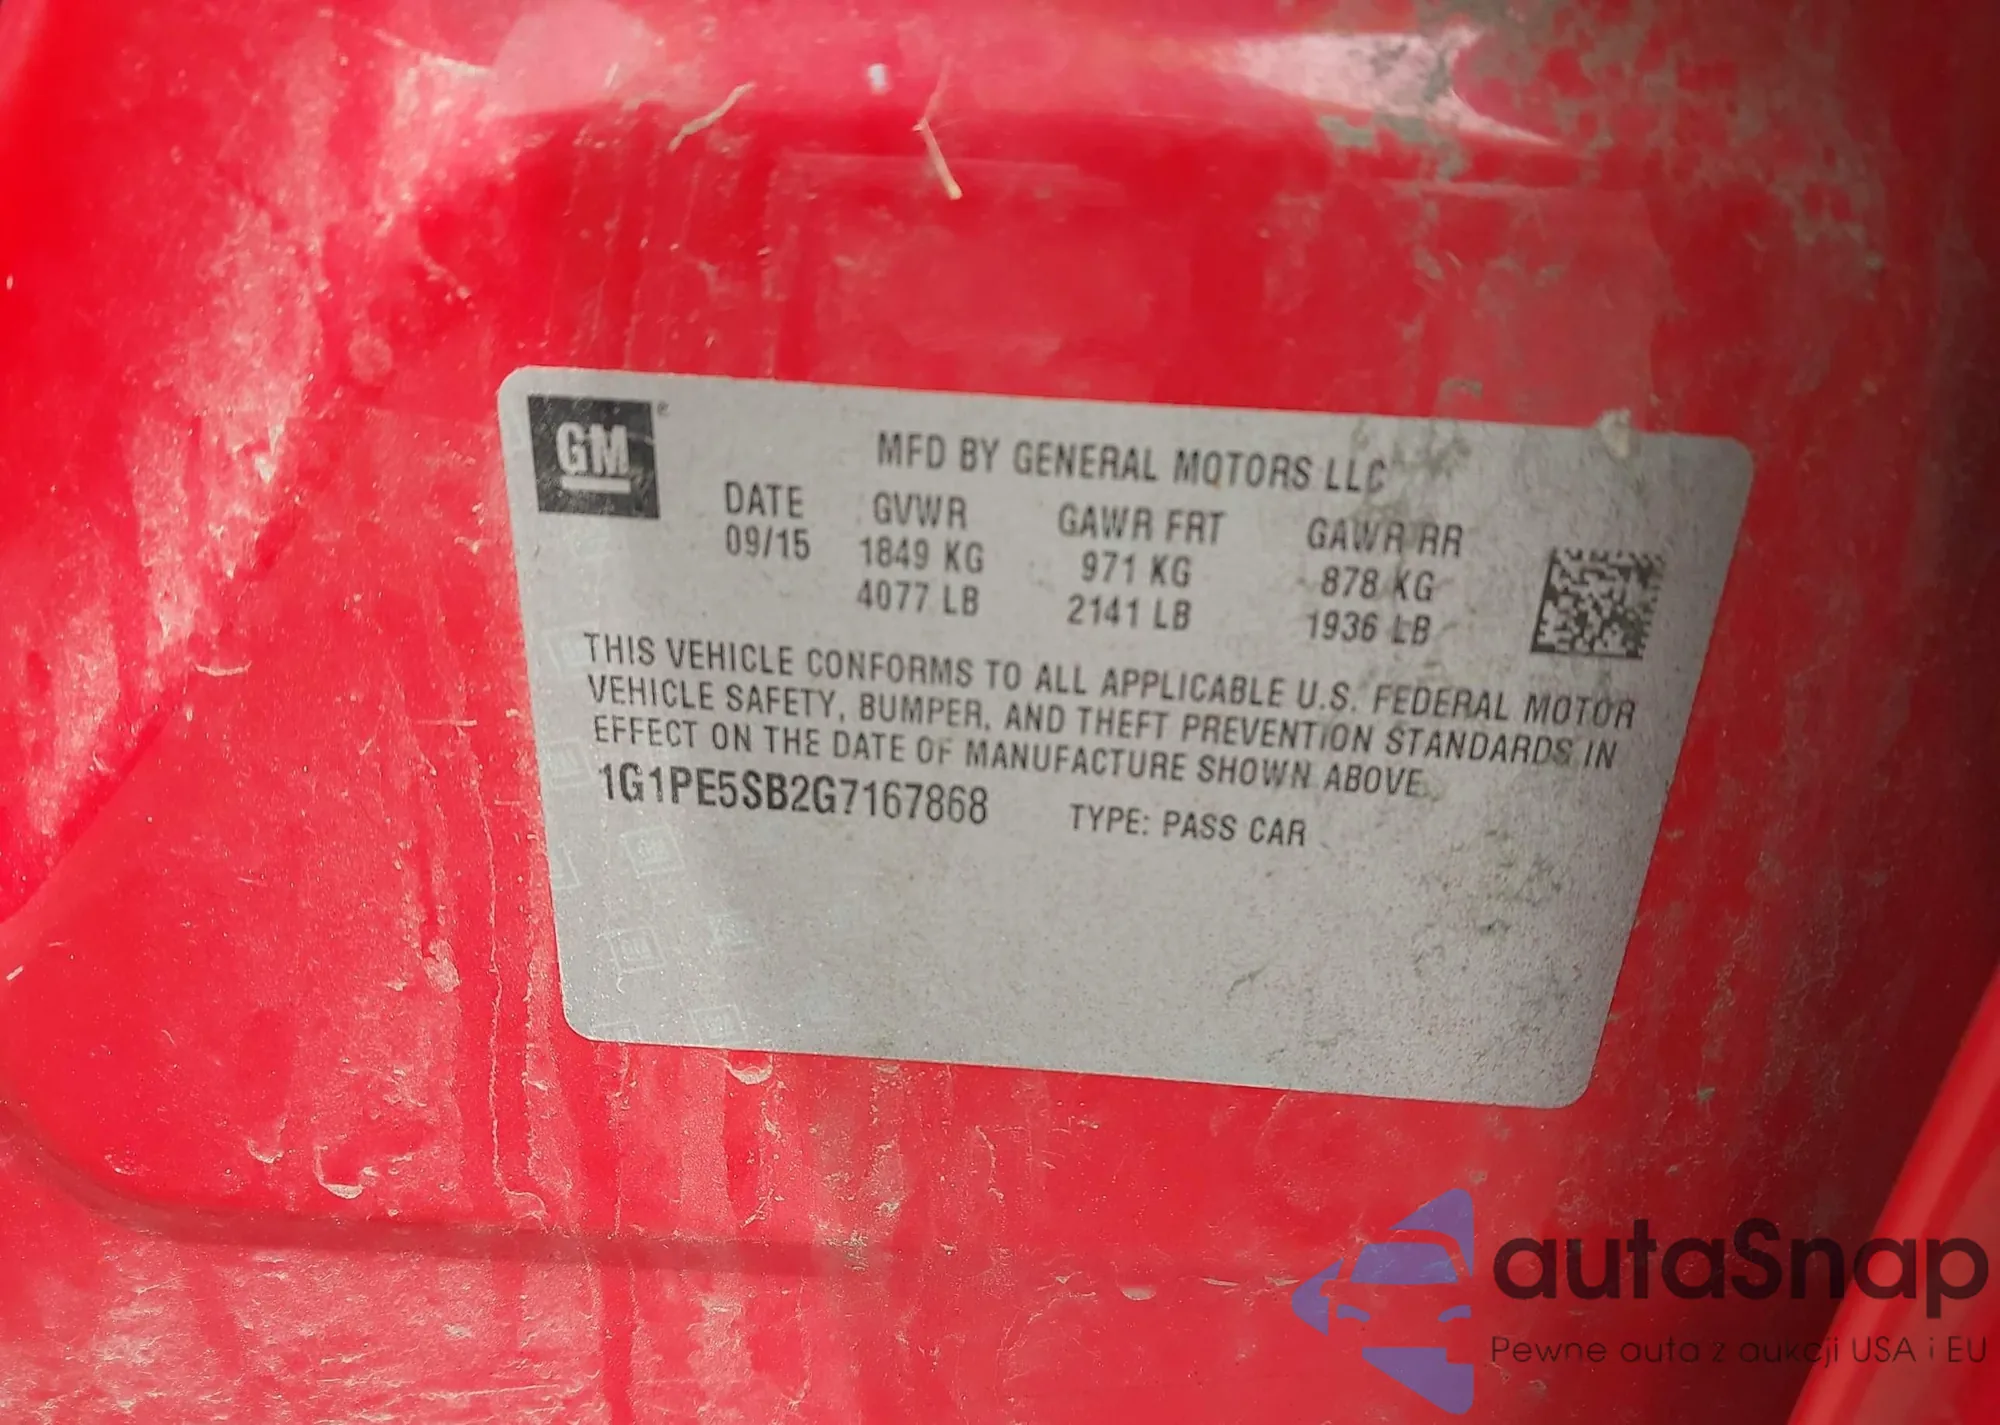 GM
MFD BY GENERAL MOTORS LLC
DATE GVWR GAWR FRT GAWR RR
09/15 1849 KG 971 KG 878 KG
4077 LB 2141 LB 1936 LB
THIS VEHICLE CONFORMS TO ALL APPLICABLE U.S. FEDERAL MOTOR
VEHICLE SAFETY, BUMPER, AND THEFT PREVENTION STANDARDS IN
EFFECT ON THE DATE OF MANUFACTURE SHOWN ABOVE.
1G1PE5SB2G7167868 TYPE: PASS CAR
autaSnap
Pewne auta z aukcji USA i EU